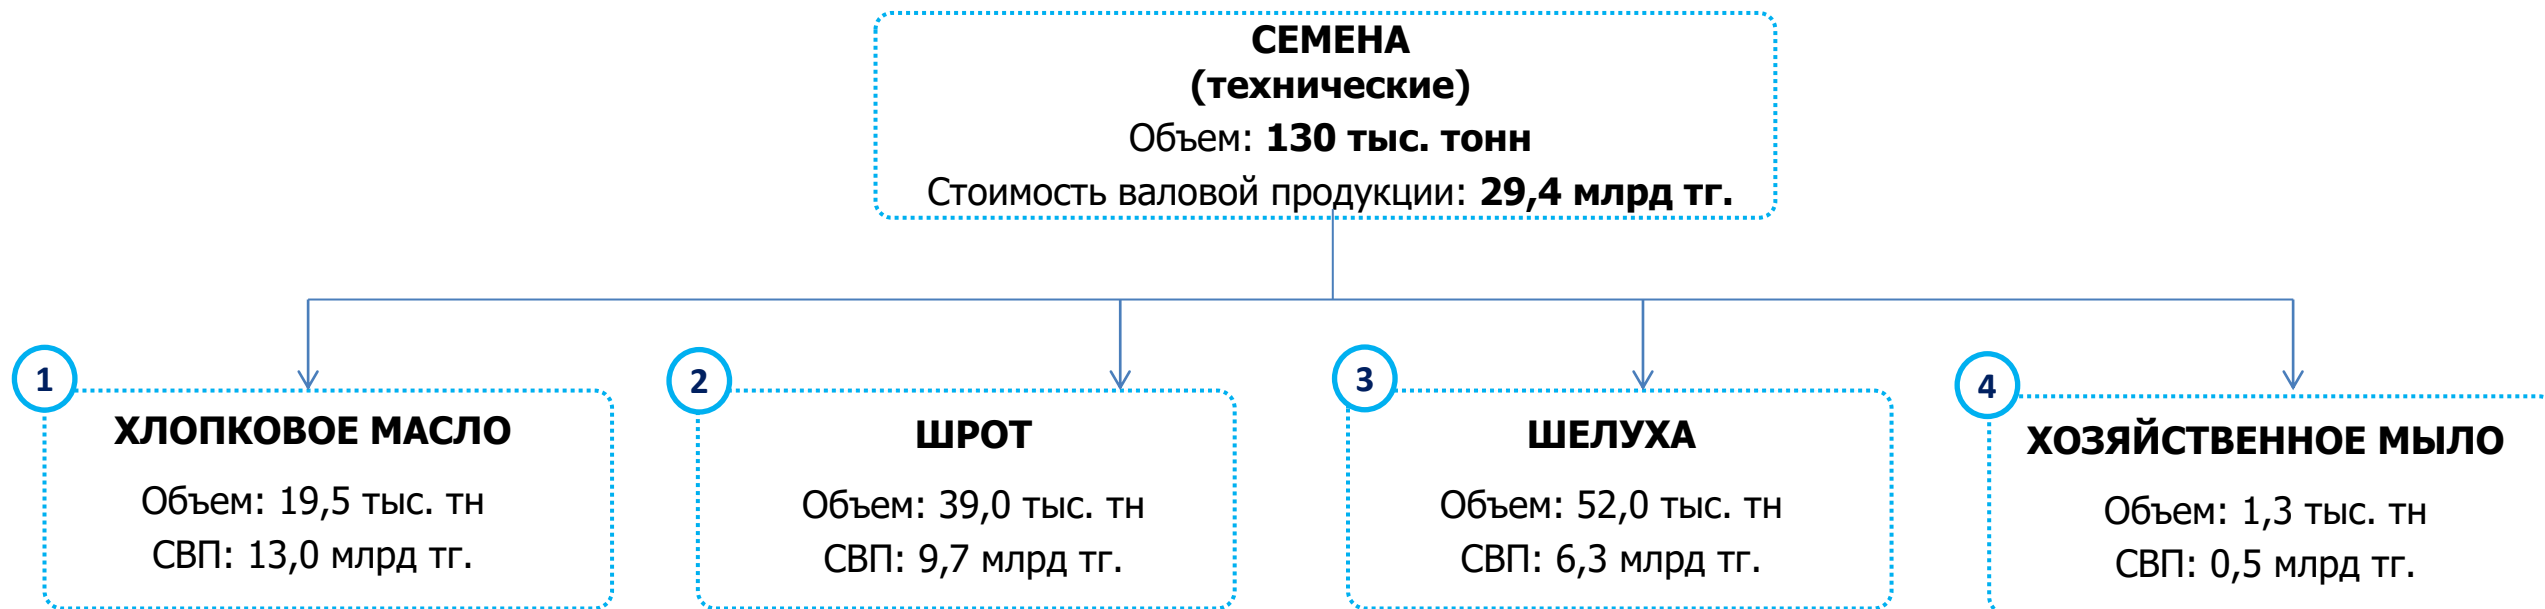 СЕМЕНА
(технические)
Объем: 130 тыс. тонн
Стоимость валовой продукции: 29,4 млрд тг.
1
ХЛОПКОВОЕ МАСЛО
Объем: 19,5 тыс. тн
СВП: 13,0 млрд тг.
2
ШРОТ
Объем: 39,0 тыс. тн
СВП: 9,7 млрд тг.
3
ШЕЛУХА
Объем: 52,0 тыс. тн
СВП: 6,3 млрд тг.
4
ХОЗЯЙСТВЕННОЕ МЫЛО
Объем: 1,3 тыс. тн
СВП: 0,5 млрд тг.